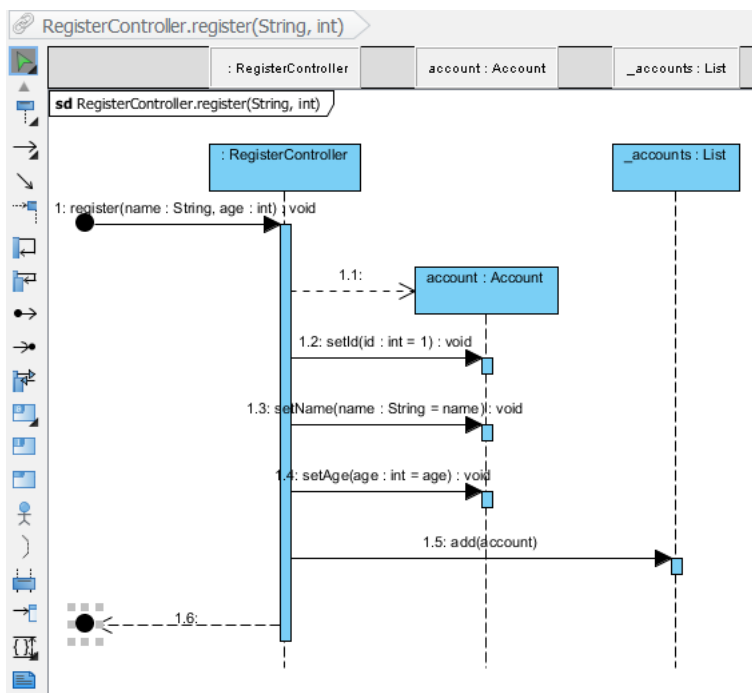 RegisterController.register(String, int)
: RegisterController
account : Account
_accounts : List
sd RegisterController.register(String, int)
: RegisterController
_accounts : List
1: register(name : String, age : int) : void
1.1:
account : Account
1.2: setId(id : int = 1) : void
1.3: setName(name : String = name) : void
1.4: setAge(age : int = age) : void
1.5: add(account)
1.6: